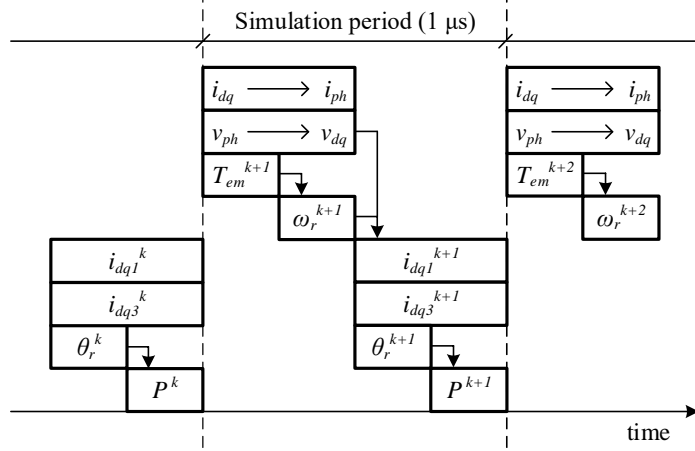 Simulation period (1 μs)
i_dq ⟶ i_ph
i_dq ⟶ i_ph
v_ph ⟶ v_dq
v_ph ⟶ v_dq
T_em^k+1
T_em^k+2
ω_r^k+1
ω_r^k+2
i_dq1^k
i_dq1^k+1
i_dq3^k
i_dq3^k+1
θ_r^k
θ_r^k+1
P^k
P^k+1
time